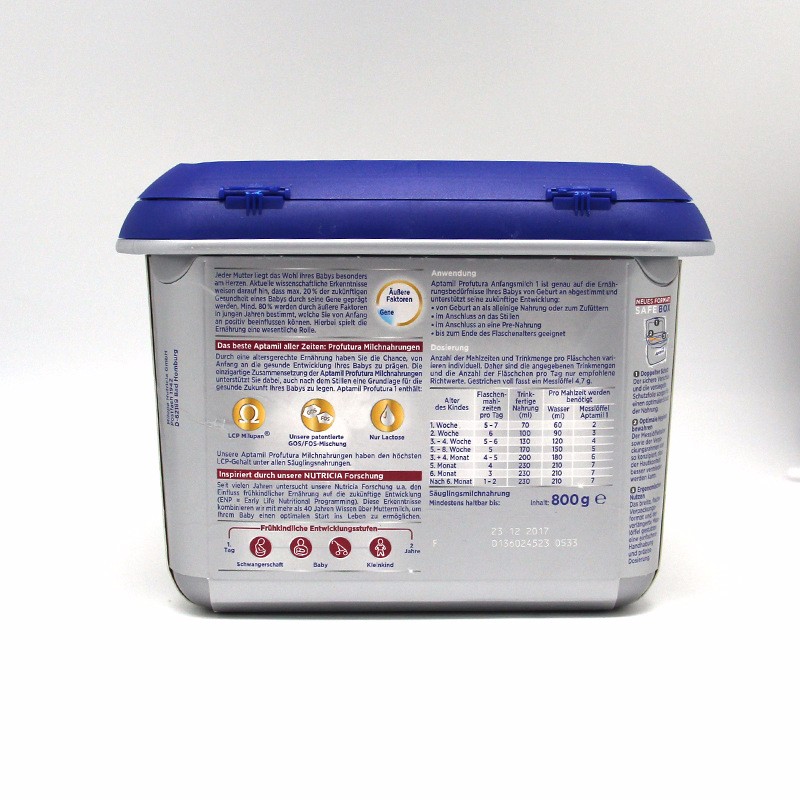 Jeder Mutter liegt das Wohl ihres Babys besonders
am Herzen. Aktuelle wissenschaftliche Erkenntnisse
weisen darauf hin, dass max. 20% der zukünftigen
Gesundheit eines Babys durch seine Gene geprägt
werden. Mind. 80% werden durch äußere Faktoren
in jungen Jahren bestimmt, welche Sie von Anfang
an positiv beeinflussen können. Hierbei spielt die
Ernährung eine wesentliche Rolle.
Äußere
Faktoren
Gene
Das beste Aptamil aller Zeiten: Profutura Milchnahrungen
Durch eine altersgerechte Ernährung haben Sie die Chance, von
Anfang an die gesunde Entwicklung Ihres Babys zu prägen. Die
einzigartige Zusammensetzung der Aptamil Profutura Milchnahrungen
unterstützt Sie dabei, auch nach dem Stillen eine Grundlage für die
gesunde Zukunft Ihres Babys zu legen. Aptamil Profutura 1 enthält:
Ω
GOS
FOS
LCP Milupan®
Unsere patentierte
GOS/FOS-Mischung
Nur Lactose
Unsere Aptamil Profutura Milchnahrungen haben den höchsten
LCP-Gehalt unter allen Säuglingsnahrungen.
Inspiriert durch unsere NUTRICIA Forschung
Seit vielen Jahren untersucht unsere Nutricia Forschung u.a. den
Einfluss frühkindlicher Ernährung auf die zukünftige Entwicklung
(ENP = Early Life Nutritional Programming). Diese Erkenntnisse
kombinieren wir mit mehr als 40 Jahren Wissen über Muttermilch, um
Ihrem Baby einen optimalen Start ins Leben zu ermöglichen.
Frühkindliche Entwicklungsstufen
1.
Tag
2
Jahre
Schwangerschaft
Baby
Kleinkind
Anwendung
Aptamil Profutura Anfangsmilch 1 ist genau auf die Ernäh-
rungsbedürfnisse Ihres Babys von Geburt an abgestimmt und
unterstützt seine zukünftige Entwicklung:
• von Geburt an als alleinige Nahrung oder zum Zufüttern
• im Anschluss an das Stillen
• im Anschluss an eine Pre-Nahrung
• bis zum Ende des Flaschenalters geeignet
Dosierung
Anzahl der Mahlzeiten und Trinkmenge pro Fläschchen vari-
ieren individuell. Daher sind die angegebenen Trinkmengen
und die Anzahl der Fläschchen pro Tag nur empfohlene
Richtwerte. Gestrichen voll fasst ein Messlöffel 4,7 g.
Alter des Kindes Flaschen-mahl-zeiten pro Tag Trink-fertige Nahrung (ml) Pro Mahlzeit werden benötigt Wasser (ml) Messlöffel Aptamil 1
1. Woche 5 - 7 70 60 2
2. Woche 6 100 90 3
3. - 4. Woche 5 - 6 130 120 4
5. - 8. Woche 5 170 150 5
3. + 4. Monat 4 - 5 200 180 6
5. Monat 4 230 210 7
6. Monat 3 230 210 7
Nach 6. Monat 1 - 2 230 210 7
Säuglingsmilchnahrung
Mindestens haltbar bis:
Inhalt: 800 g ℮
23 12 2017
F D136024523 0533
Milupa Nutricia GmbH
Postfach 1942
D-61289 Bad Homburg
NEUES FORMAT
SAFEBOX
1
2
3